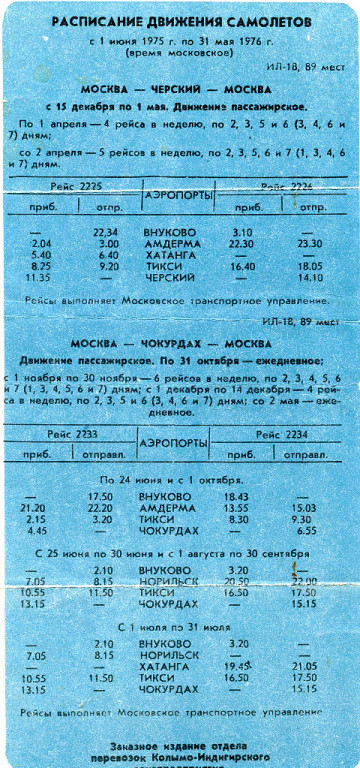 РАСПИСАНИЕ ДВИЖЕНИЯ САМОЛЕТОВ
с 1 июня 1975 г. по 31 мая 1976 г.
(время московское)
ИЛ-18, 89 мест
МОСКВА — ЧЕРСКИЙ — МОСКВА
с 15 декабря по 1 мая. Движение пассажирское.
По 1 апреля — 4 рейса в неделю, по 2, 3, 5 и 6 (3, 4, 6 и
7) дням;
со 2 апреля — 5 рейсов в неделю, по 2, 3, 5, 6 и 7 (1, 3, 4, 6
и 7) дням.
Рейс 2225 АЭРОПОРТЫ Рейс 2226
приб. отпр. приб. отпр.
— 22,34 ВНУКОВО 3.10 —
2.04 3.00 АМДЕРМА 22.30 23.30
5.40 6.40 ХАТАНГА — —
8.25 9.20 ТИКСИ 16.40 18.05
11.35 — ЧЕРСКИЙ — 14.10
Рейсы выполняет Московское транспортное управление.
ИЛ-18, 89 мест
МОСКВА — ЧОКУРДАХ — МОСКВА
Движение пассажирское. По 31 октября — ежедневное;
с 1 ноября по 30 ноября — 6 рейсов в неделю, по 2, 3, 4, 5, 6
и 7 (1, 3, 4, 5, 6 и 7) дням; с 1 декабря по 14 декабря — 4 рей-
са в неделю, по 2, 3, 5 и 6 (3, 4, 6 и 7) дням; со 2 мая — еже-
дневное.
Рейс 2233 АЭРОПОРТЫ Рейс 2234
приб. отправл. приб. отправл.
По 24 июня и с 1 октября.
— 17.50 ВНУКОВО 18.43 —
21.20 22.20 АМДЕРМА 13.55 15.03
2.15 3.20 ТИКСИ 8.30 9.30
4.45 — ЧОКУРДАХ — 6.55
С 25 июня по 30 июня и с 1 августа по 30 сентября
— 2.10 ВНУКОВО 3.20 —
7.05 8.15 НОРИЛЬСК 20.50 22.00
10.55 11.50 ТИКСИ 16.50 17.50
13.15 — ЧОКУРДАХ — 15.15
С 1 июля по 31 июля
— 2.10 ВНУКОВО 3.20 —
7.05 8.15 НОРИЛЬСК — —
— — ХАТАНГА 19.45 21.05
10.55 11.50 ТИКСИ 16.50 17.50
13.15 — ЧОКУРДАХ — 15.15
Рейсы выполняет Московское транспортное управление
Заказное издание отдела
перевозок Колымо-Индигирского